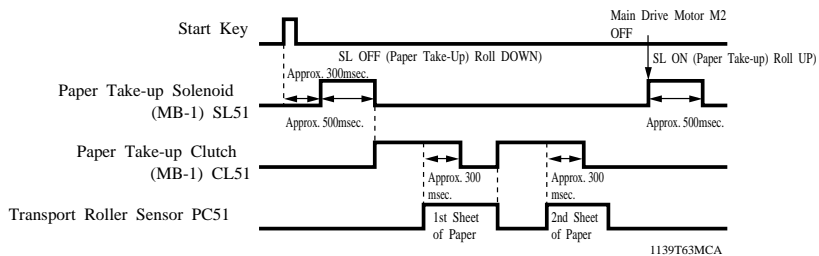 Main Drive Motor M2
OFF
Start Key
SL OFF (Paper Take-Up) Roll DOWN)
SL ON (Paper Take-up) Roll UP)
Approx. 300msec.
Paper Take-up Solenoid
(MB-1) SL51
Approx. 500msec.
Approx. 500msec.
Paper Take-up Clutch
(MB-1) CL51
Approx. 300
msec.
Approx. 300
msec.
Transport Roller Sensor PC51
1st Sheet
of Paper
2nd Sheet
of Paper
1139T63MCA